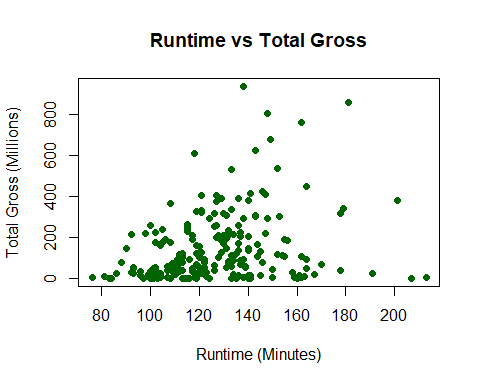 Runtime vs Total Gross
Total Gross (Millions)
800
600
400
200
0
80 100 120 140 160 180 200
Runtime (Minutes)